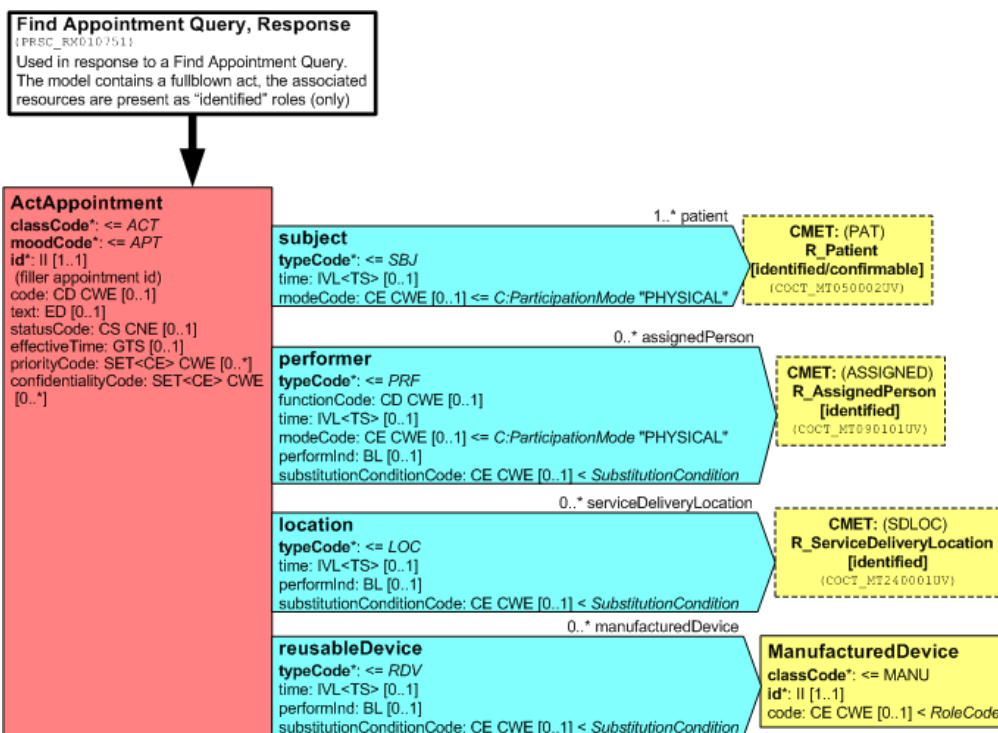 Find Appointment Query, Response
(PRSC_RX010751)
Used in response to a Find Appointment Query.
The model contains a fullblown act, the associated
resources are present as “identified” roles (only)
ActAppointment
classCode*: <= ACT
moodCode*: <= APT
id*: II [1..1]
(filler appointment id)
code: CD CWE [0..1]
text: ED [0..1]
statusCode: CS CNE [0..1]
effectiveTime: GTS [0..1]
priorityCode: SET<CE> CWE [0..*]
confidentialityCode: SET<CE> CWE
[0..*]
1..* patient
subject
typeCode*: <= SBJ
time: IVL<TS> [0..1]
modeCode: CE CWE [0..1] <= C:ParticipationMode "PHYSICAL"
CMET: (PAT)
R_Patient
[identified/confirmable]
(COCT_MT050002UV)
0..* assignedPerson
performer
typeCode*: <= PRF
functionCode: CD CWE [0..1]
time: IVL<TS> [0..1]
modeCode: CE CWE [0..1] <= C:ParticipationMode "PHYSICAL"
performInd: BL [0..1]
substitutionConditionCode: CE CWE [0..1] < SubstitutionCondition
CMET: (ASSIGNED)
R_AssignedPerson
[identified]
(COCT_MT090101UV)
0..* serviceDeliveryLocation
location
typeCode*: <= LOC
time: IVL<TS> [0..1]
performInd: BL [0..1]
substitutionConditionCode: CE CWE [0..1] < SubstitutionCondition
CMET: (SDLOC)
R_ServiceDeliveryLocation
[identified]
(COCT_MT240001UV)
0..* manufacturedDevice
reusableDevice
typeCode*: <= RDV
time: IVL<TS> [0..1]
performInd: BL [0..1]
substitutionConditionCode: CE CWE [0..1] < SubstitutionCondition
ManufacturedDevice
classCode*: <= MANU
id*: II [1..1]
code: CE CWE [0..1] < RoleCode